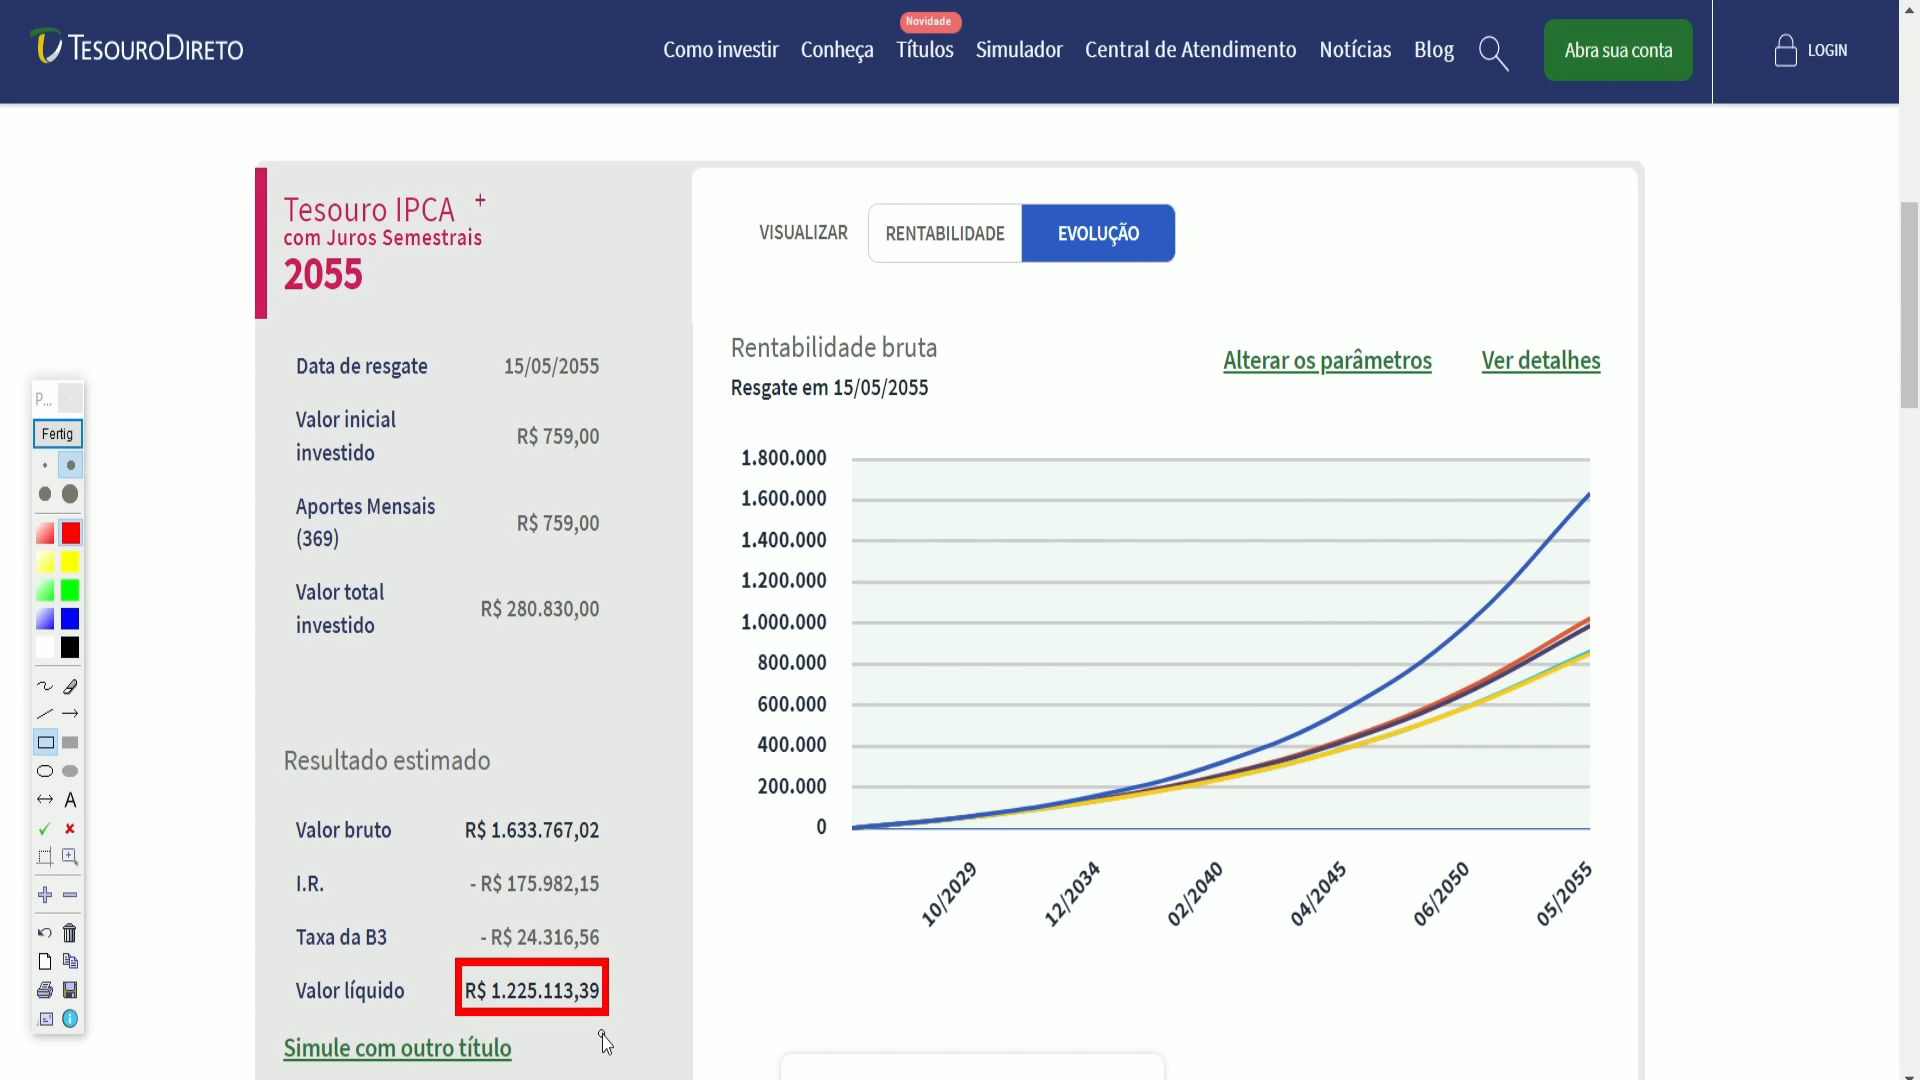 TESOURODIRETO
Como investir
Conheça
Novidade
Títulos
Simulador
Central de Atendimento
Notícias
Blog
Abra sua conta
LOGIN
Tesouro IPCA +
com Juros Semestrais
2055
Data de resgate 15/05/2055
Valor inicial
investido
R$ 759,00
Aportes Mensais
(369)
R$ 759,00
Valor total
investido
R$ 280.830,00
Resultado estimado
Valor bruto R$ 1.633.767,02
I.R. - R$ 175.982,15
Taxa da B3 - R$ 24.316,56
Valor líquido R$ 1.225.113,39
Simule com outro título
VISUALIZAR
RENTABILIDADE
EVOLUÇÃO
Rentabilidade bruta
Resgate em 15/05/2055
Alterar os parâmetros
Ver detalhes
1.800.000
1.600.000
1.400.000
1.200.000
1.000.000
800.000
600.000
400.000
200.000
0
10/2029
12/2034
02/2040
04/2045
06/2050
05/2055
P...
Fertig
A